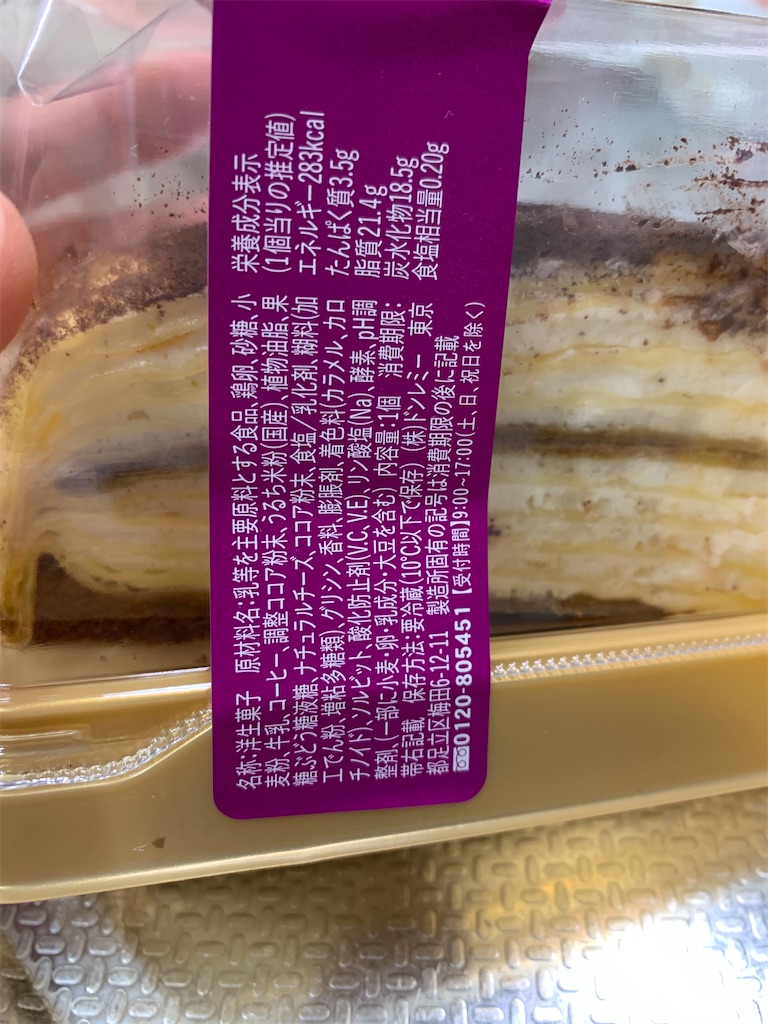 名称:洋生菓子 原材料名:乳等を主要原料とする食品、鶏卵、砂糖、小
麦粉、牛乳、コーヒー、調整ココア粉末、うるち米粉(国産)、植物油脂、果
糖ぶどう糖液糖、ナチュラルチーズ、ココア粉末、食塩/乳化剤、糊料(加
工でん粉、増粘多糖類)、グリシン、香料、膨脹剤、着色料(カラメル、カロ
チノイド)、ソルビット、酸化防止剤(V.C、V.E)、リン酸塩(Na)、酵素、pH調
整剤、(一部に小麦・卵・乳成分・大豆を含む) 内容量:1個 消費期限:
帯右記載 保存方法:要冷蔵(10℃以下で保存) (株)ドンレミー 東京
都足立区梅田6-12-11 製造所固有の記号は消費期限の後に記載
0120-805451【受付時間】9:00~17:00(土、日、祝日を除く)
栄養成分表示
(1個当りの推定値)
エネルギー283kcal
たんぱく質3.5g
脂質21.4g
炭水化物18.5g
食塩相当量0.20g